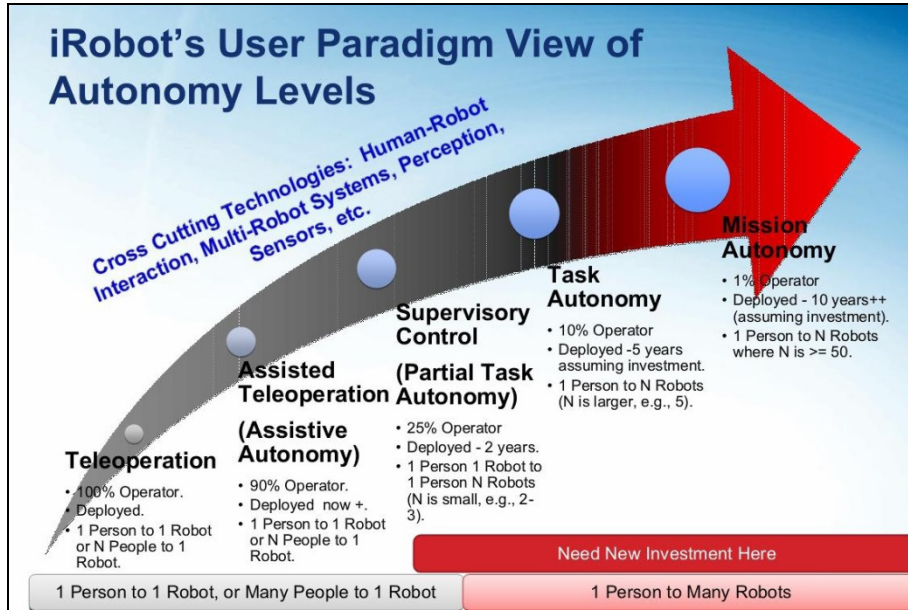 iRobot's User Paradigm View of
Autonomy Levels
Cross Cutting Technologies: Human-Robot
Interaction, Multi-Robot Systems, Perception,
Sensors, etc.
Teleoperation
• 100% Operator.
• Deployed.
• 1 Person to 1 Robot
or N People to 1
Robot.
Assisted
Teleoperation
(Assistive
Autonomy)
• 90% Operator.
• Deployed now +.
• 1 Person to 1 Robot
or N People to 1
Robot.
Supervisory
Control
(Partial Task
Autonomy)
• 25% Operator
• Deployed - 2 years.
• 1 Person 1 Robot to
1 Person N Robots
(N is small, e.g., 2-
3).
Task
Autonomy
• 10% Operator
• Deployed -5 years
assuming investment.
• 1 Person to N Robots
(N is larger, e.g., 5).
Mission
Autonomy
• 1% Operator
• Deployed - 10 years++
(assuming investment).
• 1 Person to N Robots
where N is >= 50.
Need New Investment Here
1 Person to 1 Robot, or Many People to 1 Robot
1 Person to Many Robots